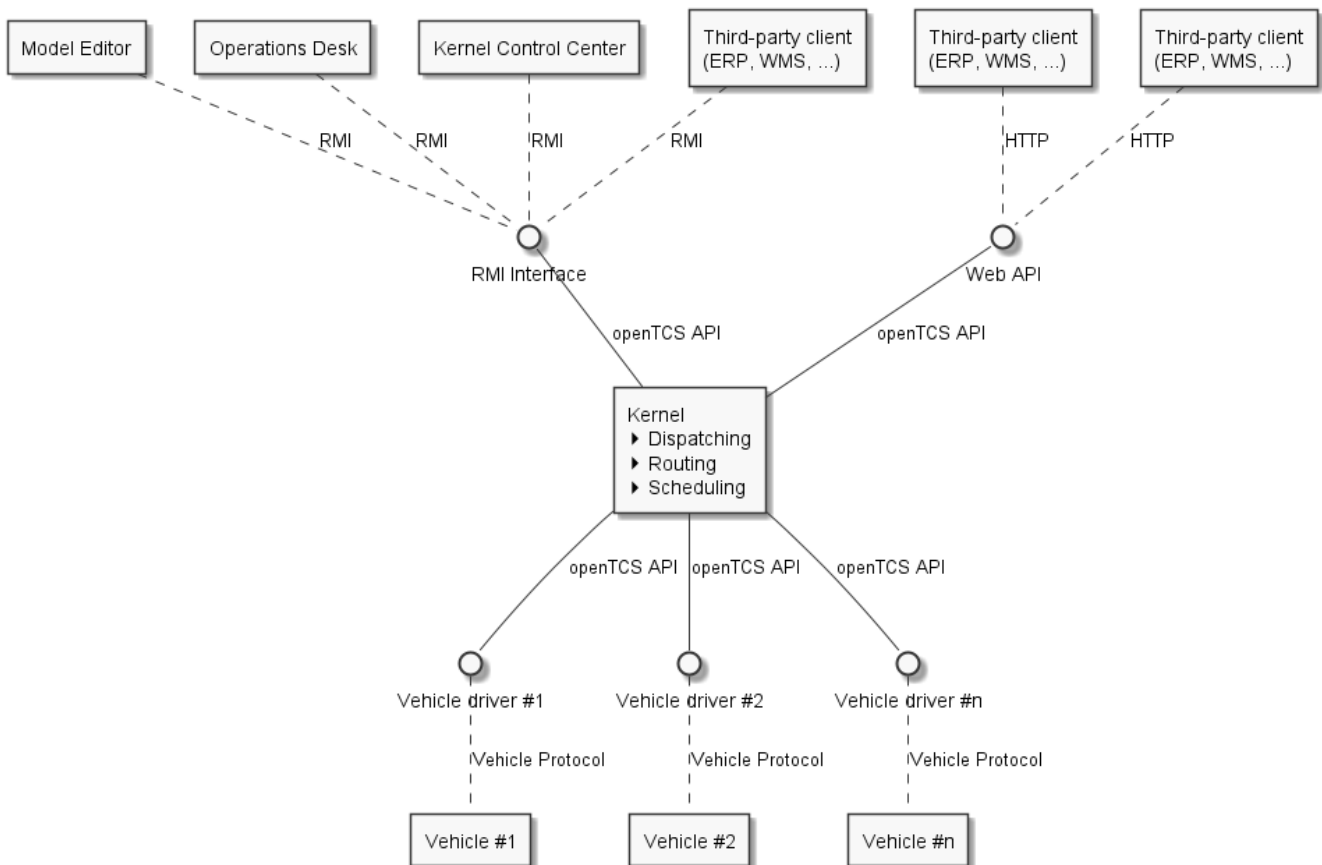 Model Editor
Operations Desk
Kernel Control Center
Third-party client
(ERP, WMS, ...)
Third-party client
(ERP, WMS, ...)
Third-party client
(ERP, WMS, ...)
RMI
RMI
RMI
RMI
HTTP
HTTP
RMI Interface
Web API
openTCS API
openTCS API
Kernel
Dispatching
Routing
Scheduling
openTCS API
openTCS API
openTCS API
Vehicle driver #1
Vehicle driver #2
Vehicle driver #n
Vehicle Protocol
Vehicle Protocol
Vehicle Protocol
Vehicle #1
Vehicle #2
Vehicle #n